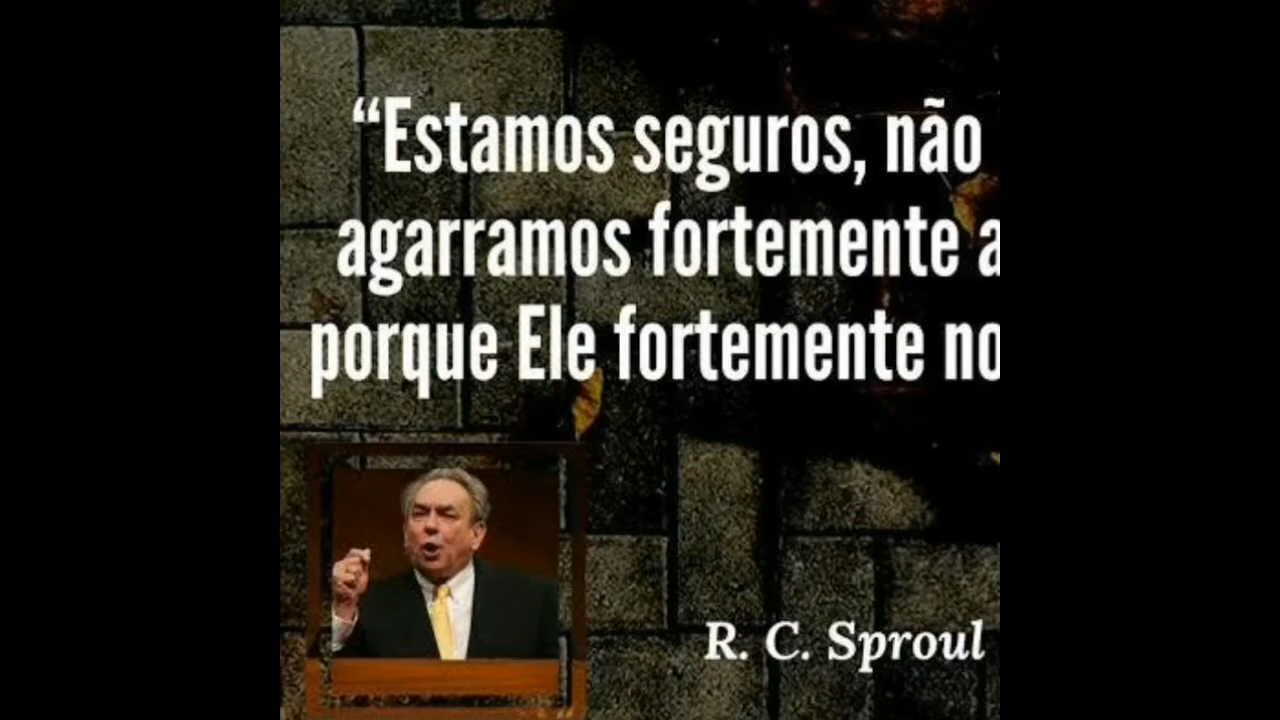 “Estamos seguros, não
agarramos fortemente a
porque Ele fortemente no
R. C. Sproul